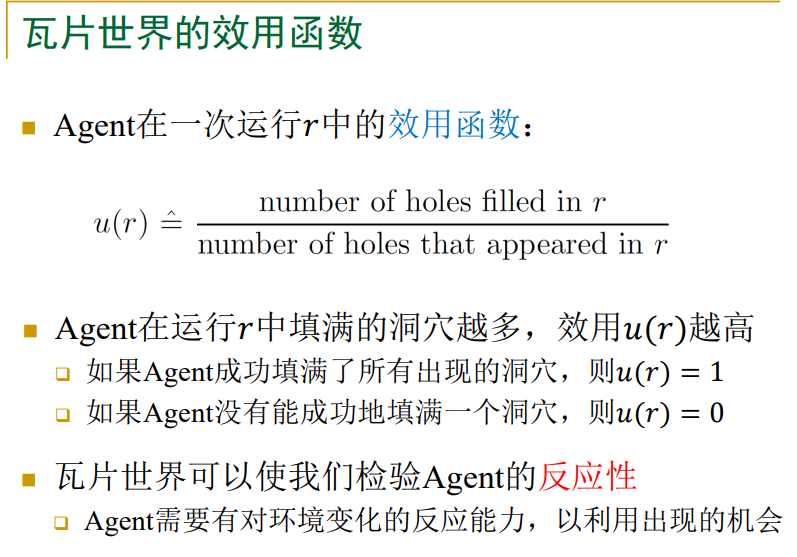 瓦片世界的效用函数
Agent在一次运行r中的效用函数：
u(r) ≙ number of holes filled in r / number of holes that appeared in r
Agent在运行r中填满的洞穴越多，效用u(r)越高
如果Agent成功填满了所有出现的洞穴，则u(r) = 1
如果Agent没有能成功地填满一个洞穴，则u(r) = 0
瓦片世界可以使我们检验Agent的反应性
Agent需要有对环境变化的反应能力，以利用出现的机会